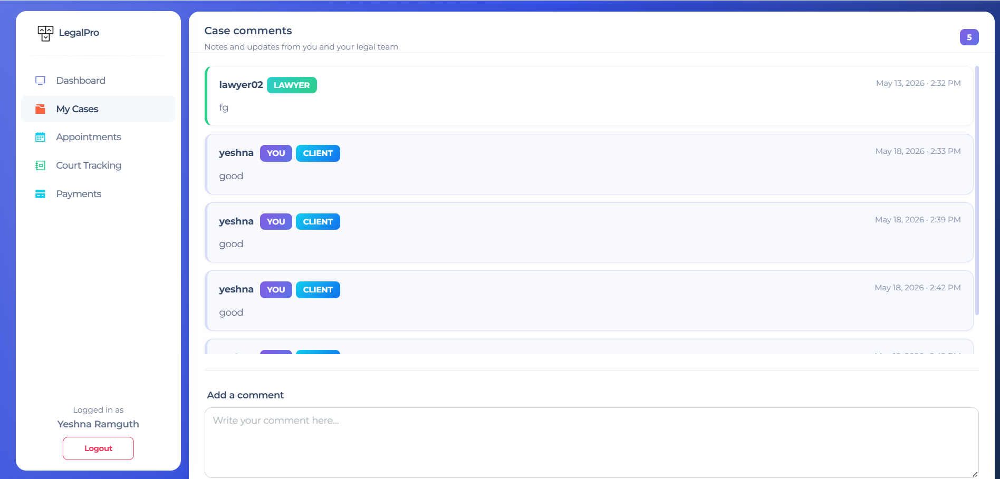 LegalPro
Dashboard
My Cases
Appointments
Court Tracking
Payments
Logged in as
Yeshna Ramguth
Logout
Case comments
Notes and updates from you and your legal team
5
lawyer02 LAWYER May 13, 2026 · 2:32 PM
fg
yeshna YOU CLIENT May 18, 2026 · 2:33 PM
good
yeshna YOU CLIENT May 18, 2026 · 2:39 PM
good
yeshna YOU CLIENT May 18, 2026 · 2:42 PM
good
Add a comment
Write your comment here...